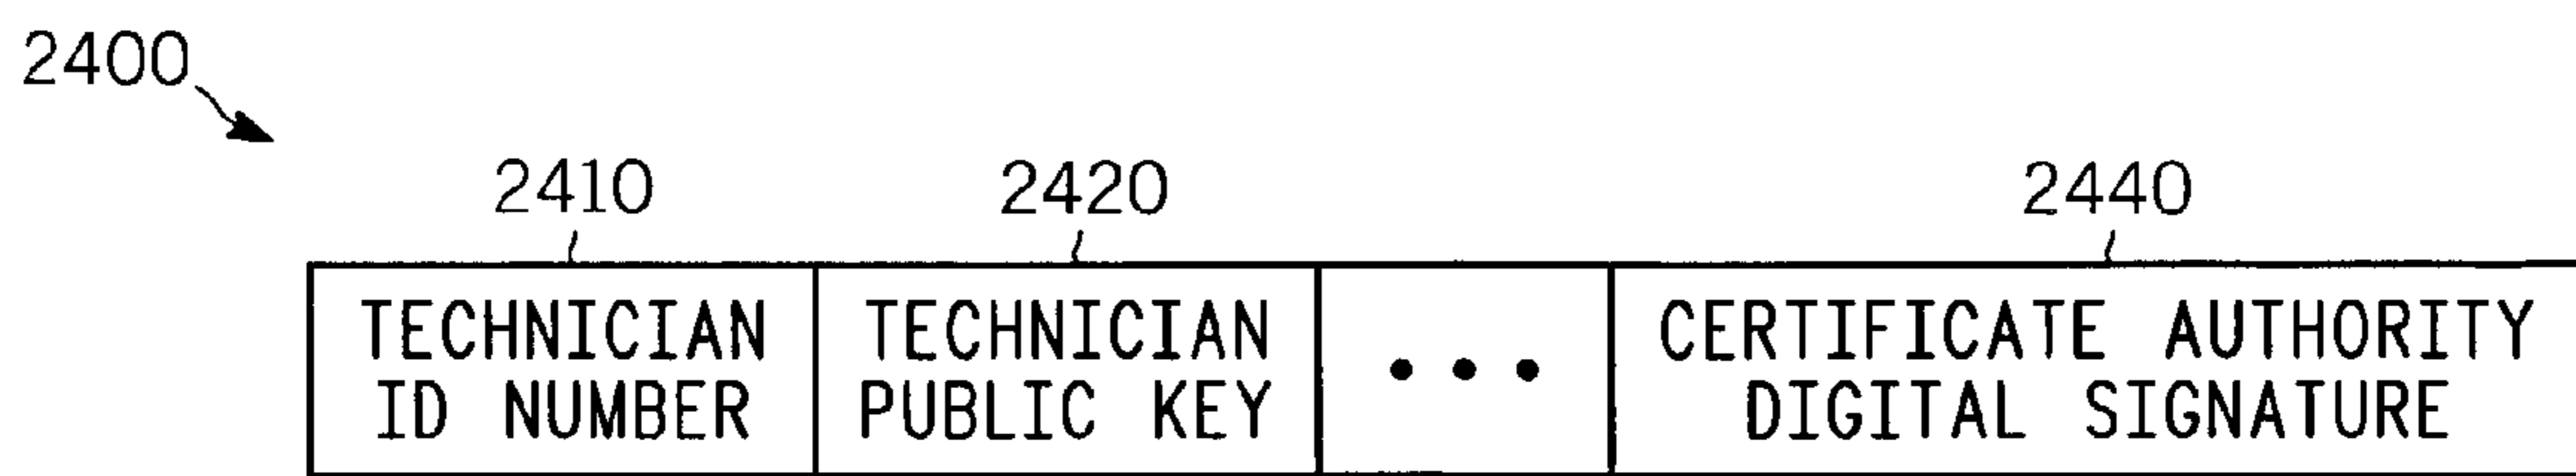 2400
2410
2420
2440
TECHNICIAN
ID NUMBER
TECHNICIAN
PUBLIC KEY
• • •
CERTIFICATE AUTHORITY
DIGITAL SIGNATURE